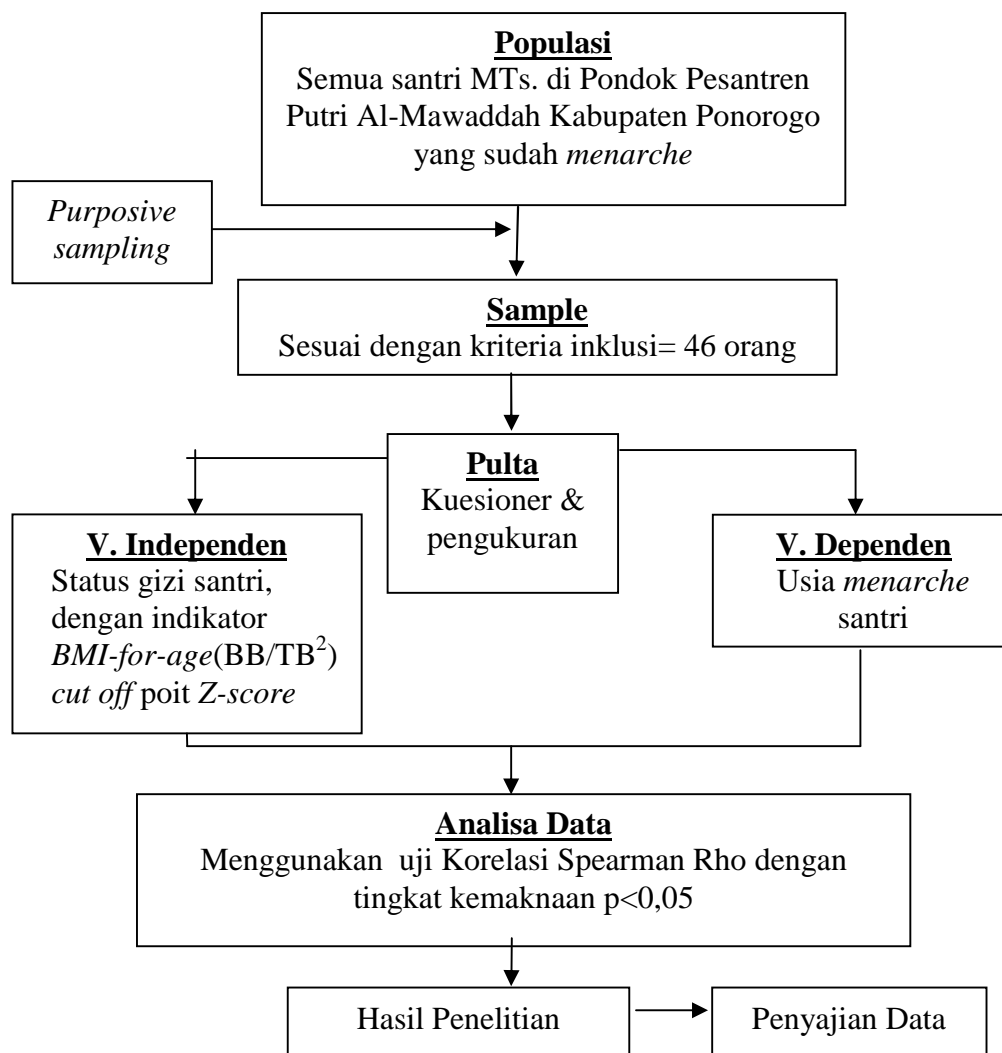 Populasi
Semua santri MTs. di Pondok Pesantren
Putri Al-Mawaddah Kabupaten Ponorogo
yang sudah menarche
Purposive
sampling
Sample
Sesuai dengan kriteria inklusi= 46 orang
Pulta
Kuesioner &
pengukuran
V. Independen
Status gizi santri,
dengan indikator
BMI-for-age(BB/TB²)
cut off poit Z-score
V. Dependen
Usia menarche
santri
Analisa Data
Menggunakan uji Korelasi Spearman Rho dengan
tingkat kemaknaan p<0,05
Hasil Penelitian
Penyajian Data